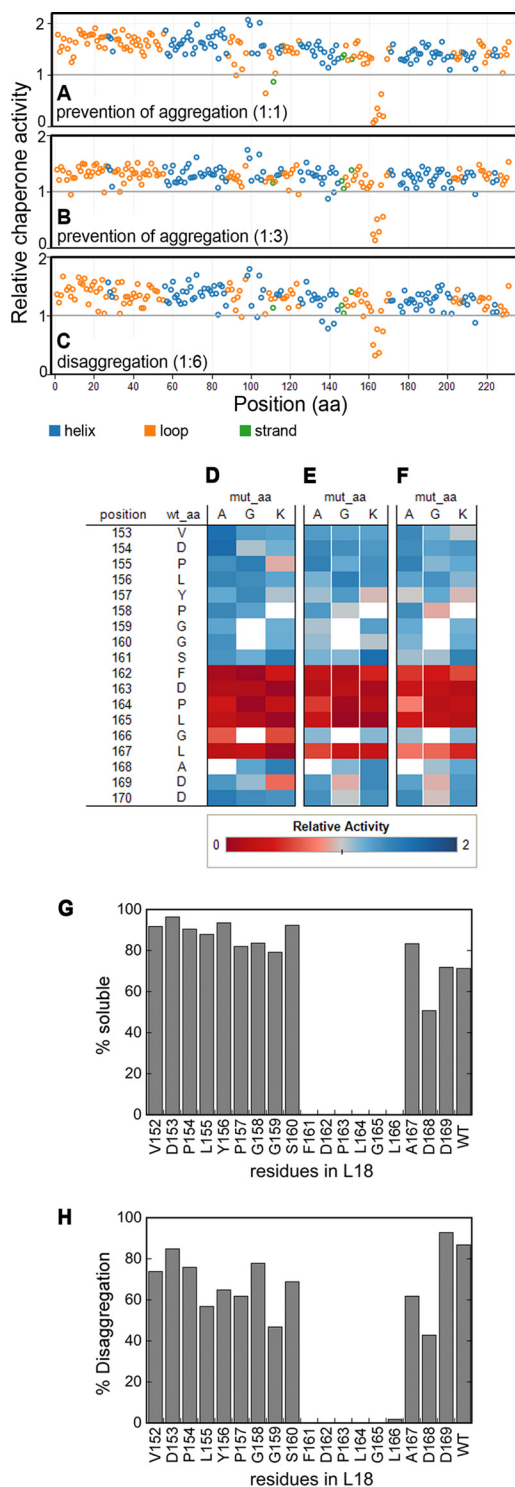 Relative chaperone activity
2
1
0
A
prevention of aggregation (1:1)
2
1
0
B
prevention of aggregation (1:3)
2
1
0
C
disaggregation (1:6)
0 20 40 60 80 100 120 140 160 180 200 220
Position (aa)
helix loop strand
D E F
mut_aa mut_aa mut_aa
position wt_aa A G K A G K A G K
153 V
154 D
155 P
156 L
157 Y
158 P
159 G
160 G
161 S
162 F
163 D
164 P
165 L
166 G
167 L
168 A
169 D
170 D
Relative Activity
0 2
G
% soluble
100
80
60
40
20
0
V152 D153 P154 L155 Y156 P157 G158 G159 S160 F161 D162 P163 L164 G165 L166 A167 D168 D169 WT
residues in L18
H
% Disaggregation
100
80
60
40
20
0
V152 D153 P154 L155 Y156 P157 G158 G159 S160 F161 D162 P163 L164 G165 L166 A167 D168 D169 WT
residues in L18